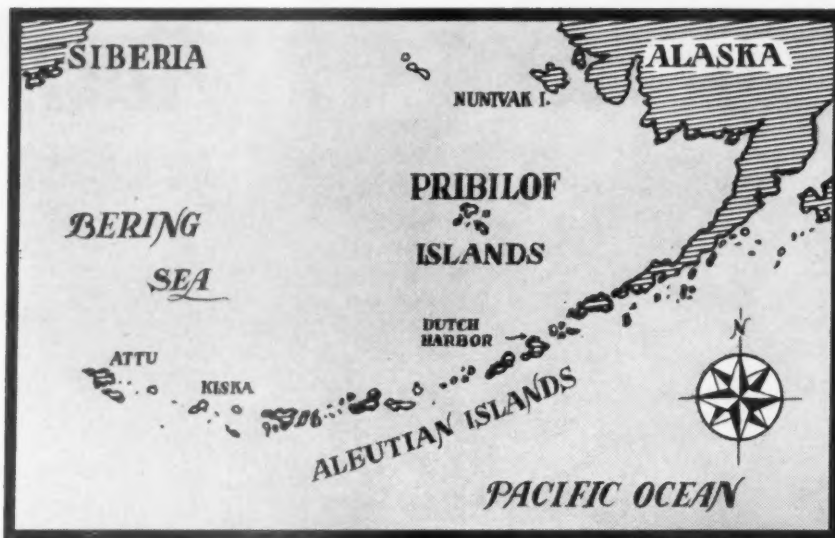 SIBERIA
ALASKA
NUNIVAK I.
PRIBILOF
ISLANDS
BERING
SEA
DUTCH
HARBOR
ATTU
KISKA
ALEUTIAN ISLANDS
N
PACIFIC OCEAN